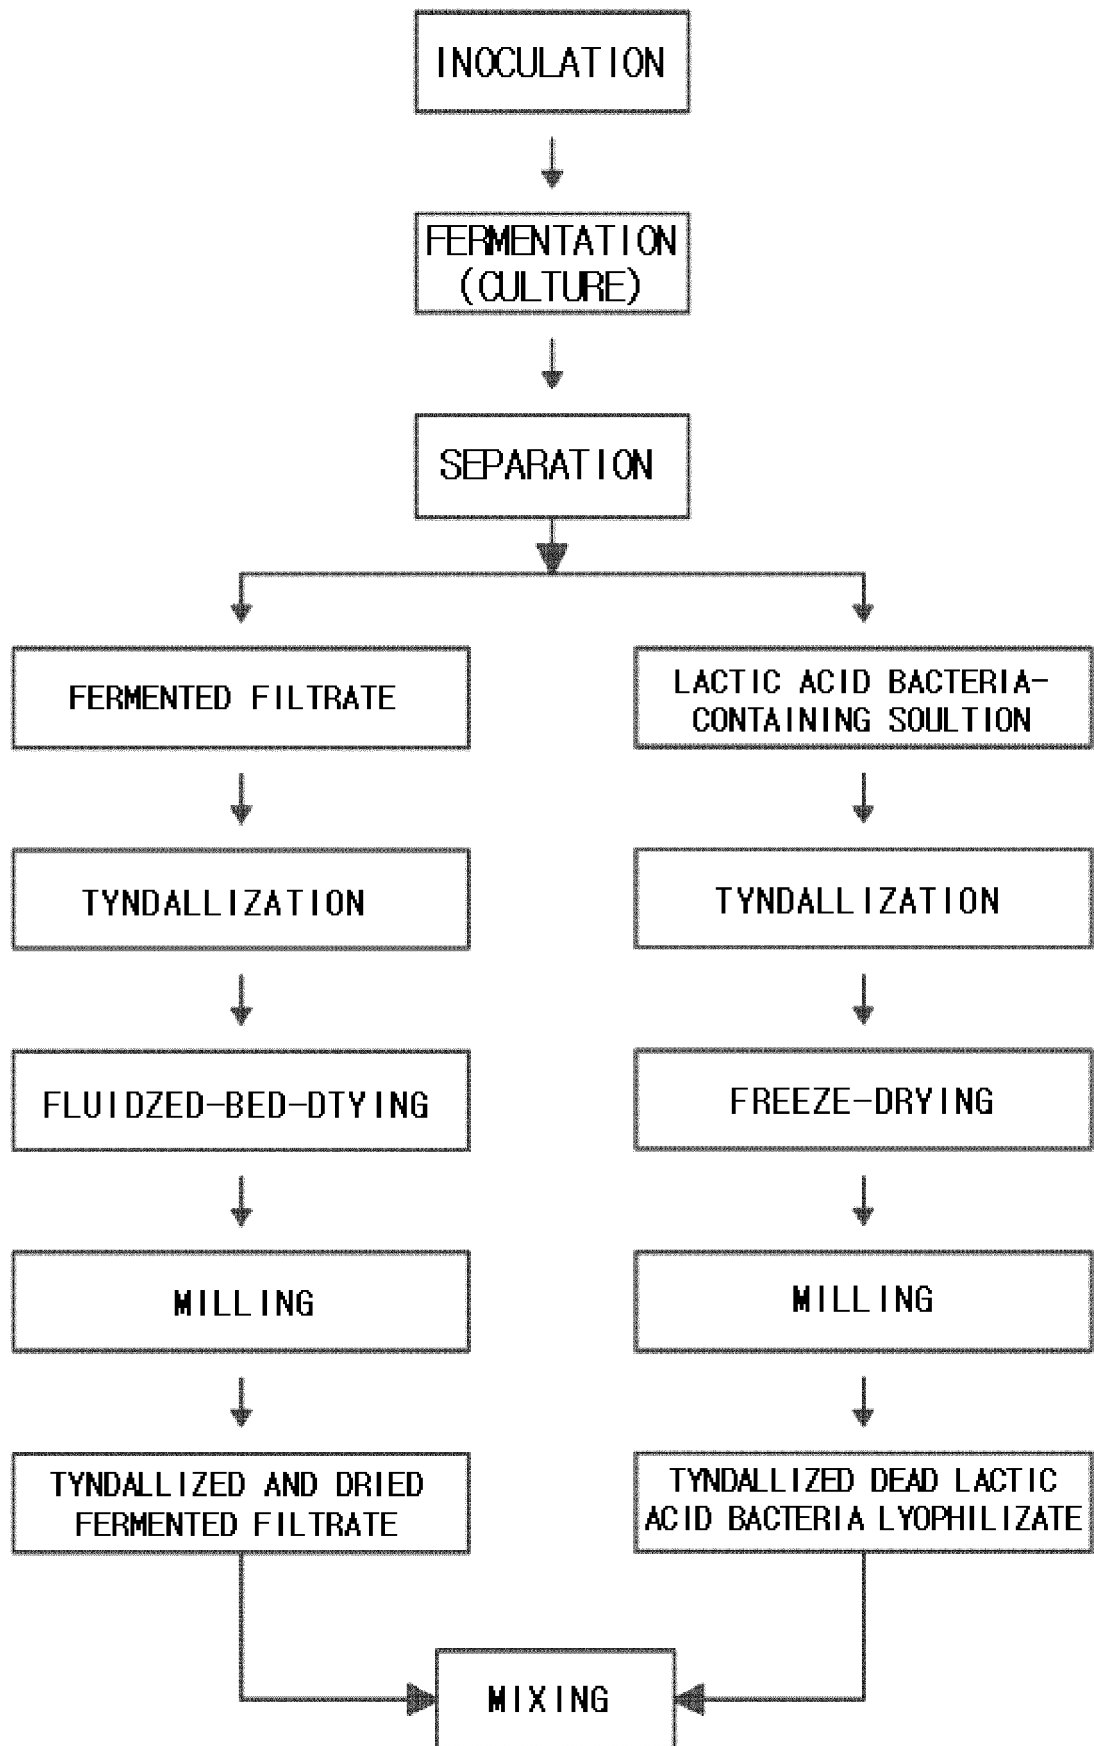 INOCULATION
FERMENTATION
(CULTURE)
SEPARATION
FERMENTED FILTRATE
LACTIC ACID BACTERIA-
CONTAINING SOULTION
TYNDALLIZATION
TYNDALLIZATION
FLUIDZED-BED-DTYING
FREEZE-DRYING
MILLING
MILLING
TYNDALLIZED AND DRIED
FERMENTED FILTRATE
TYNDALLIZED DEAD LACTIC
ACID BACTERIA LYOPHILIZATE
MIXING